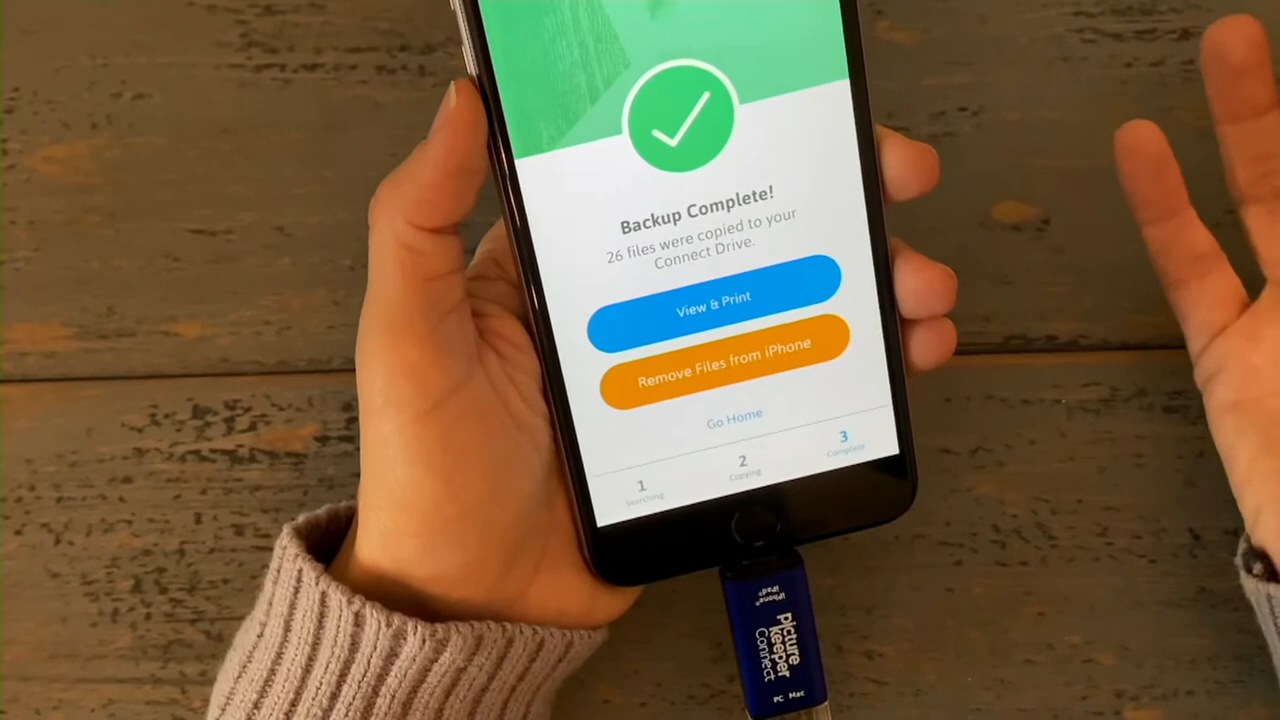 Backup Complete!
26 files were copied to your
Connect Drive.
View & Print
Remove Files from iPhone
Go Home
1
Searching
2
Copying
3
Complete
iPhone®
iPad®
picture
keeper
Connect
PC Mac